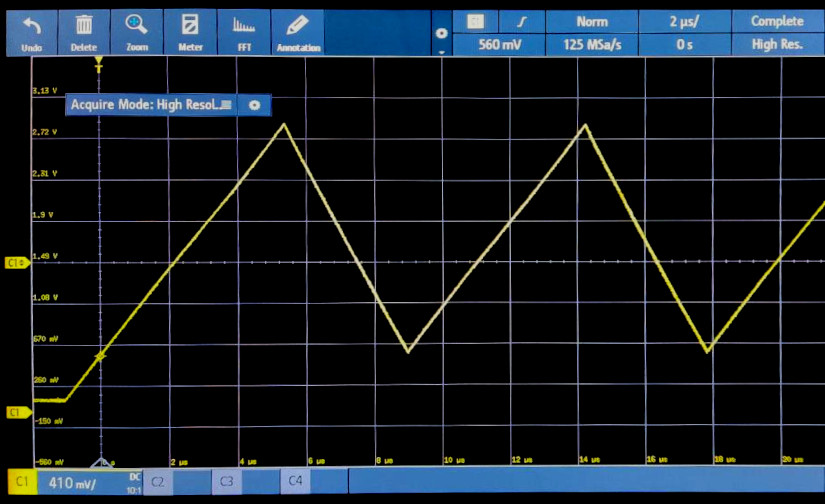 Undo Delete Zoom Meter FFT Annotation Norm 2 µs/ Complete
560 mV 125 MSa/s 0 s High Res.
T
3.13 V
Acquire Mode: High Resol...
2.72 V
2.31 V
1.9 V
C1 1.49 V
1.08 V
670 mV
260 mV
C1
-150 mV
-560 mV 0 s 2 µs 4 µs 6 µs 8 µs 10 µs 12 µs 14 µs 16 µs 18 µs 20 µs
C1 410 mV/ DC C2 C3 C4
10:1